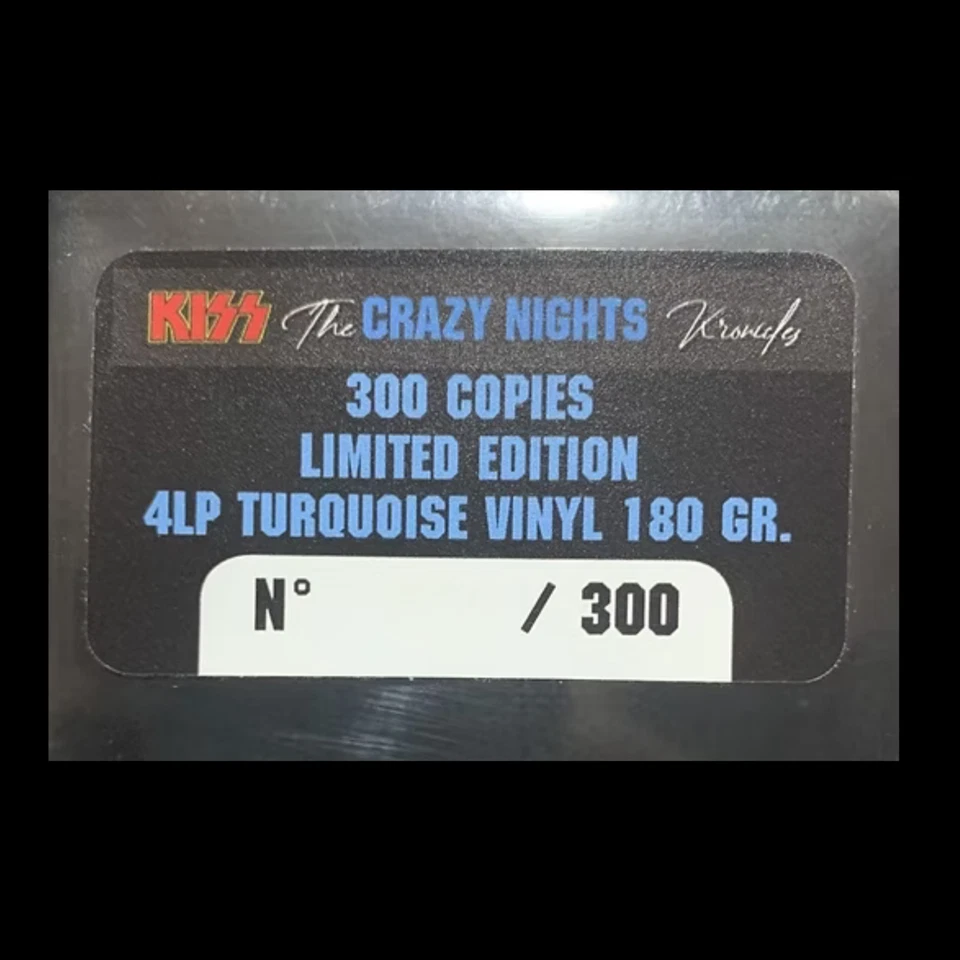 KISS The CRAZY NIGHTS Kronicles
300 COPIES
LIMITED EDITION
4LP TURQUOISE VINYL 180 GR.
N° / 300